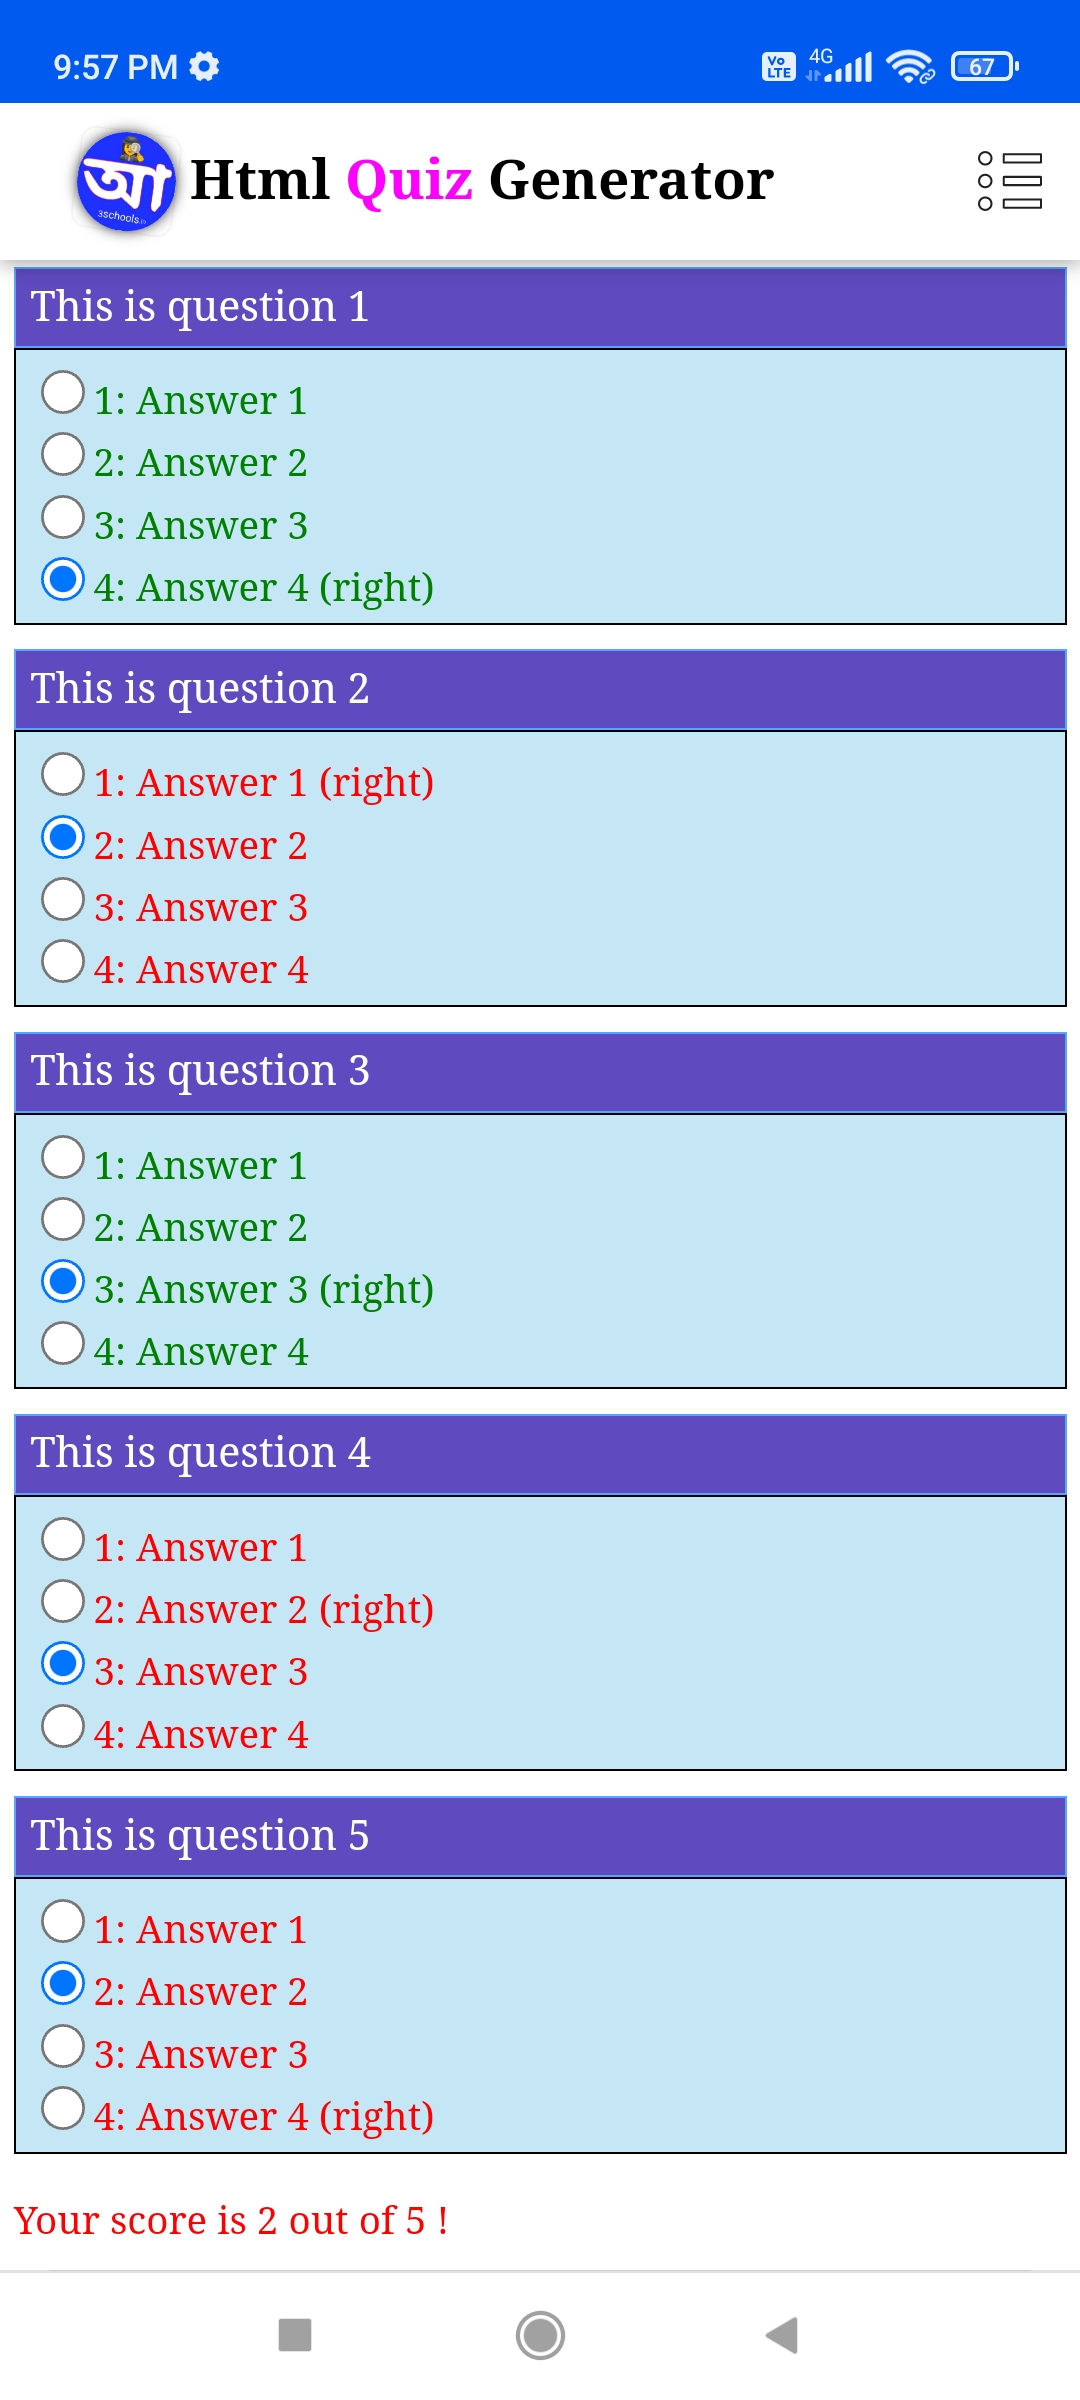 9:57 PM Vo LTE 4G 67
আ 3schools.in Html Quiz Generator
This is question 1
1: Answer 1
2: Answer 2
3: Answer 3
4: Answer 4 (right)
This is question 2
1: Answer 1 (right)
2: Answer 2
3: Answer 3
4: Answer 4
This is question 3
1: Answer 1
2: Answer 2
3: Answer 3 (right)
4: Answer 4
This is question 4
1: Answer 1
2: Answer 2 (right)
3: Answer 3
4: Answer 4
This is question 5
1: Answer 1
2: Answer 2
3: Answer 3
4: Answer 4 (right)
Your score is 2 out of 5 !